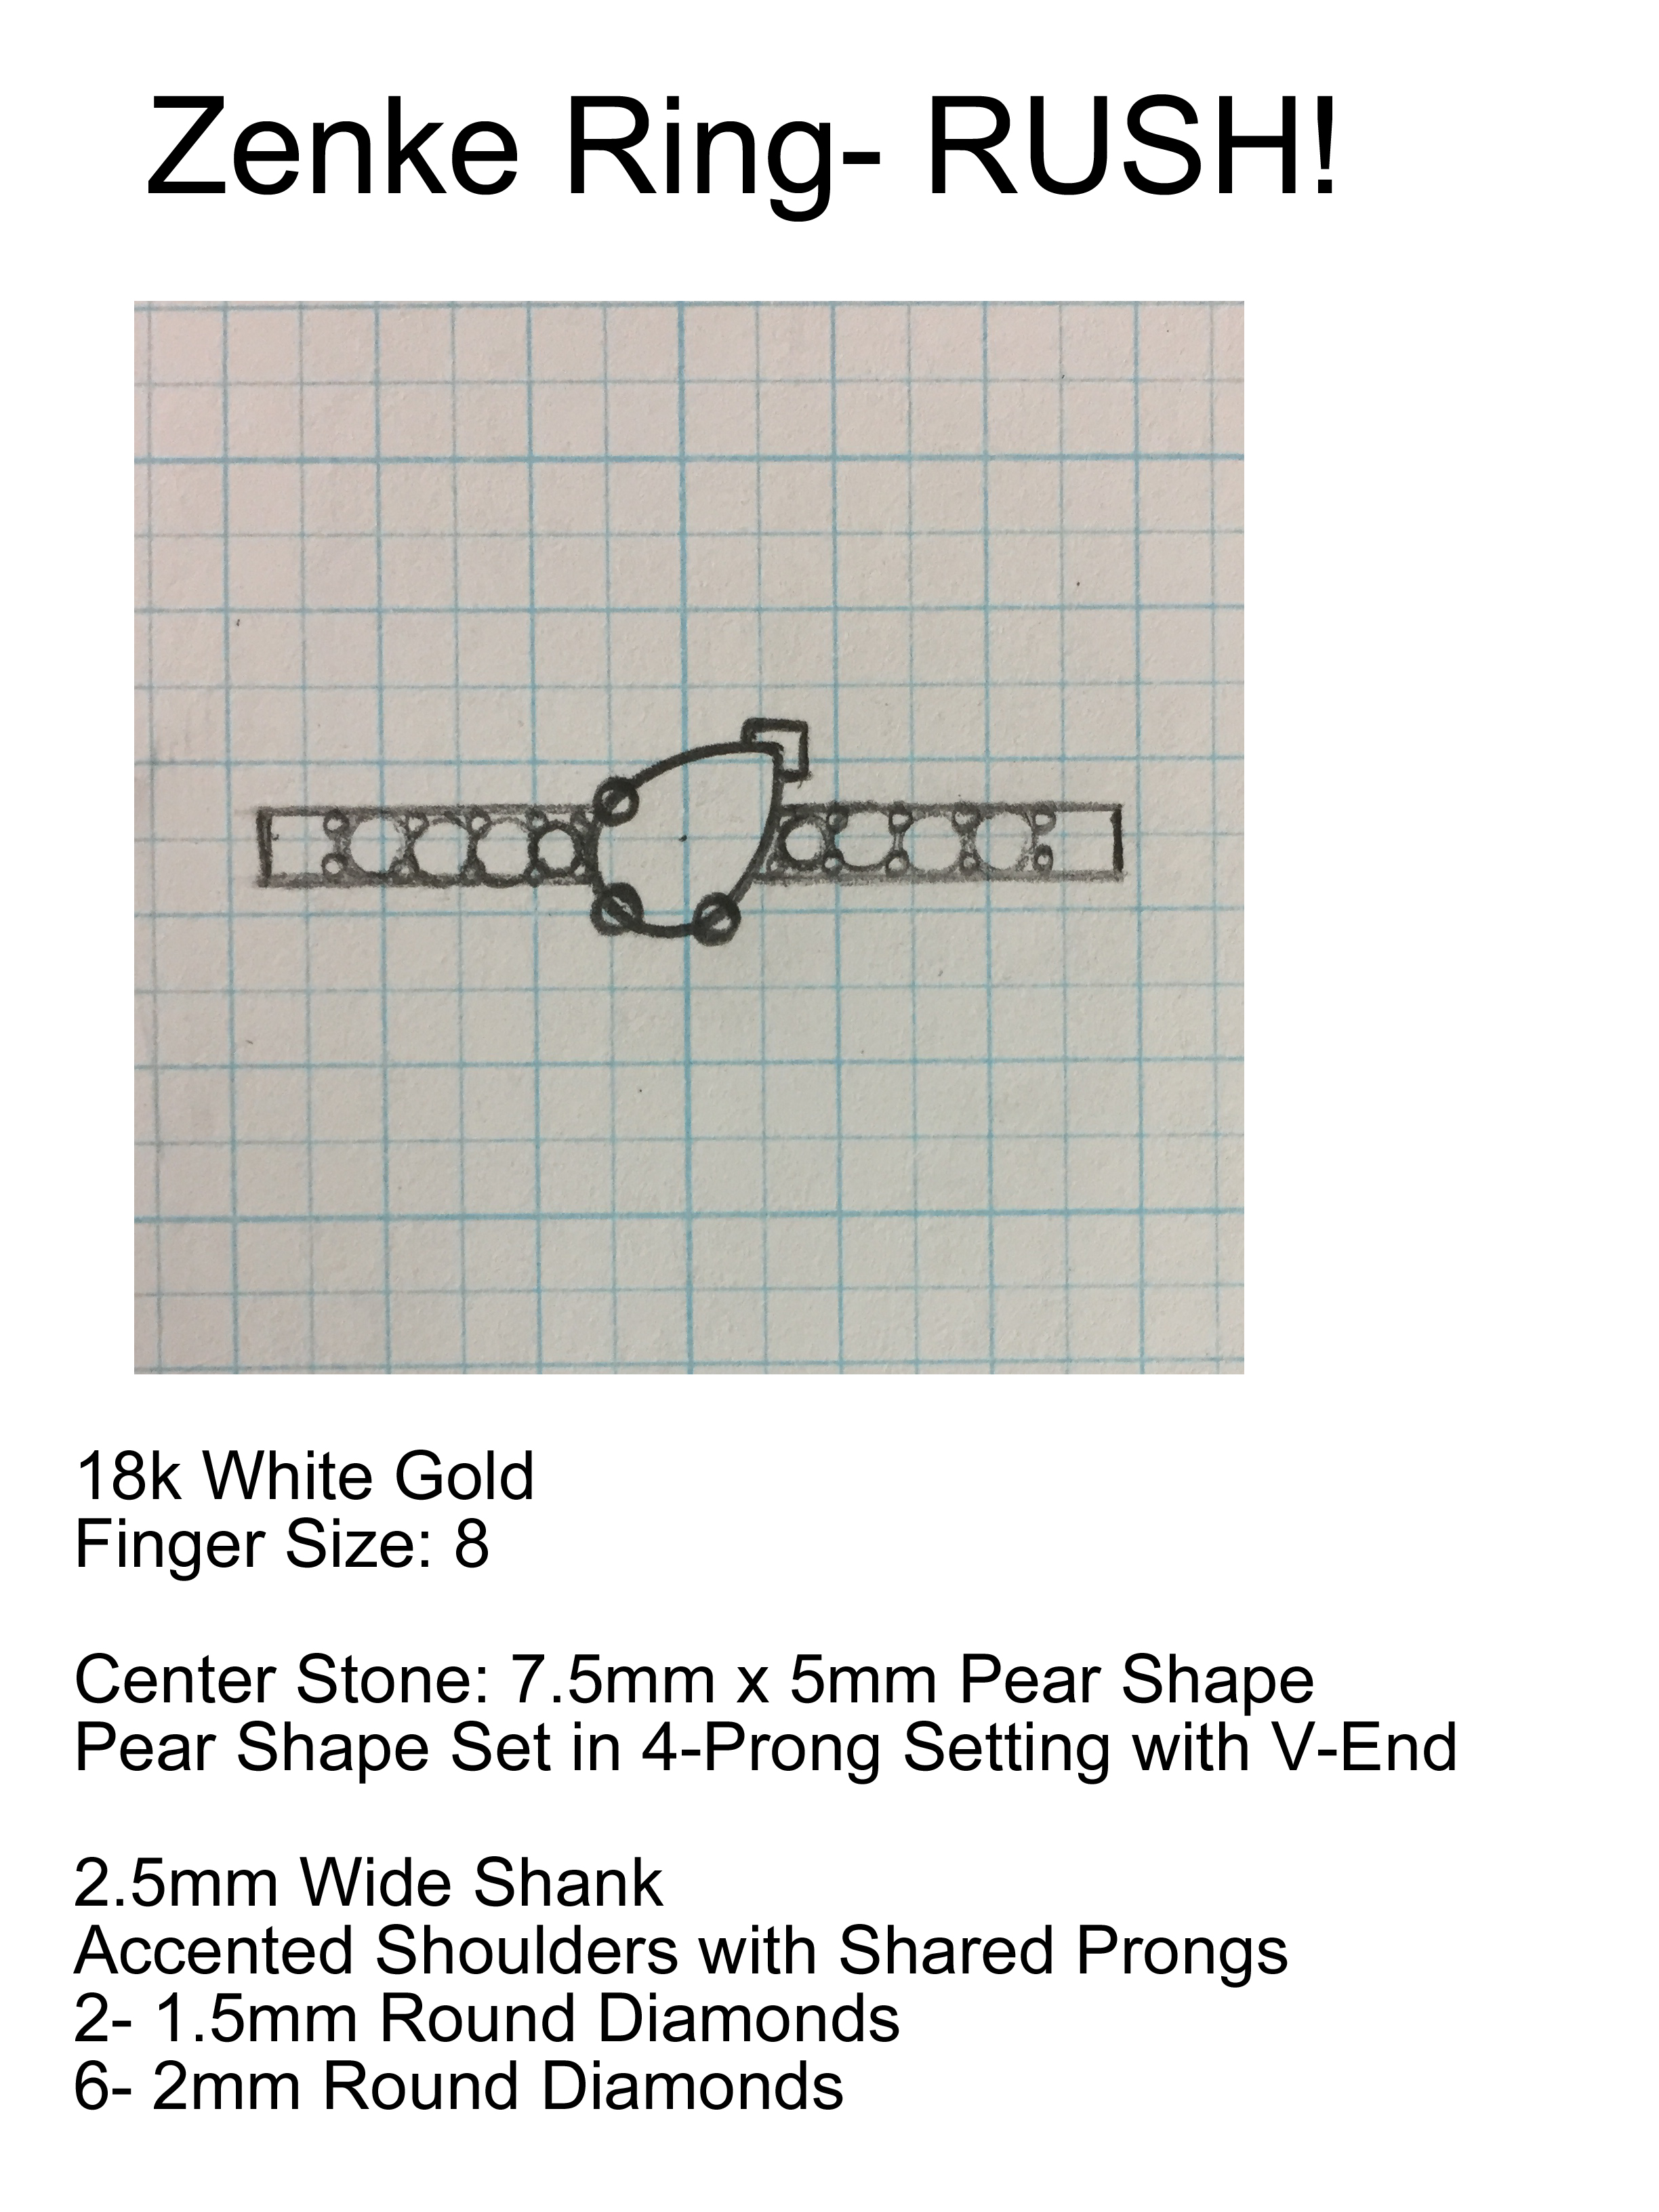 Zenke Ring- RUSH!
18k White Gold
Finger Size: 8
Center Stone: 7.5mm x 5mm Pear Shape
Pear Shape Set in 4-Prong Setting with V-End
2.5mm Wide Shank
Accented Shoulders with Shared Prongs
2- 1.5mm Round Diamonds
6- 2mm Round Diamonds